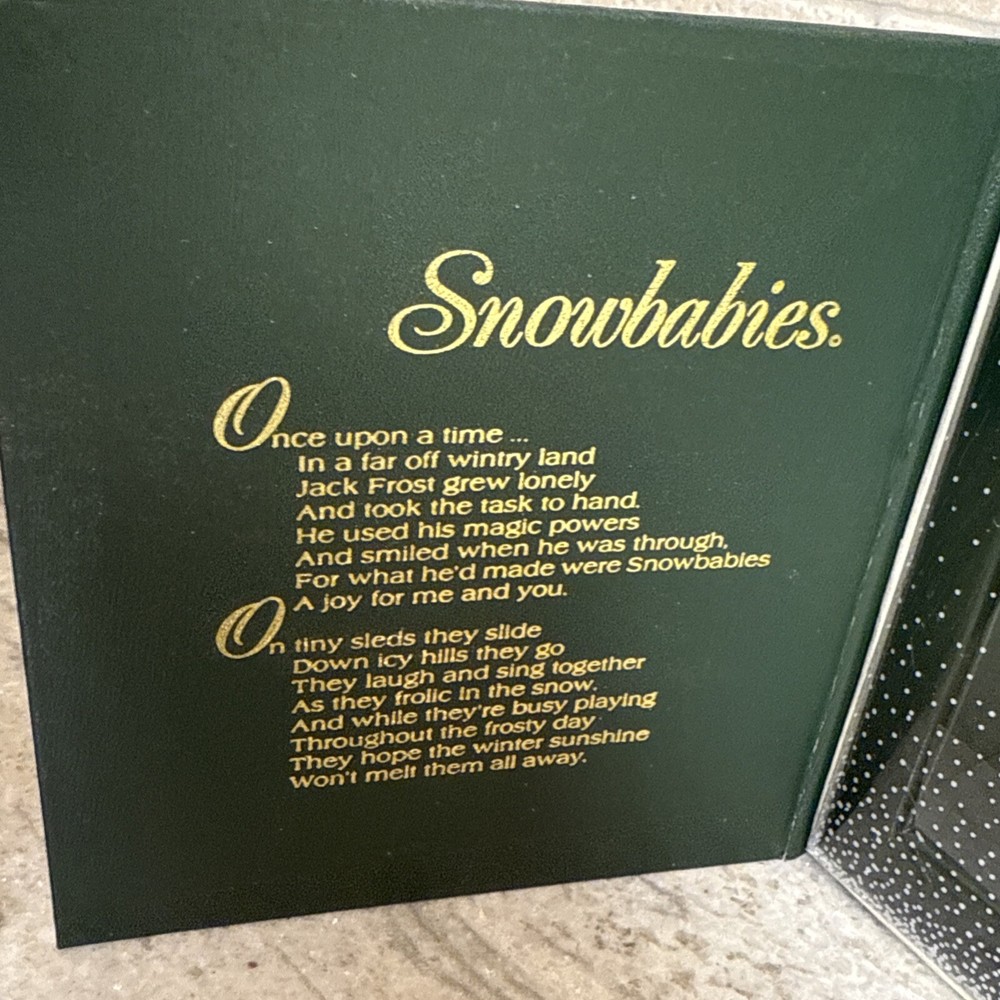 Snowbabies®
Once upon a time ...
In a far off wintry land
Jack Frost grew lonely
And took the task to hand.
He used his magic powers
And smiled when he was through,
For what he'd made were Snowbabies
A joy for me and you.
On tiny sleds they slide
Down icy hills they go
They laugh and sing together
As they frolic in the snow.
And while they're busy playing
Throughout the frosty day
They hope the winter sunshine
Won't melt them all away.